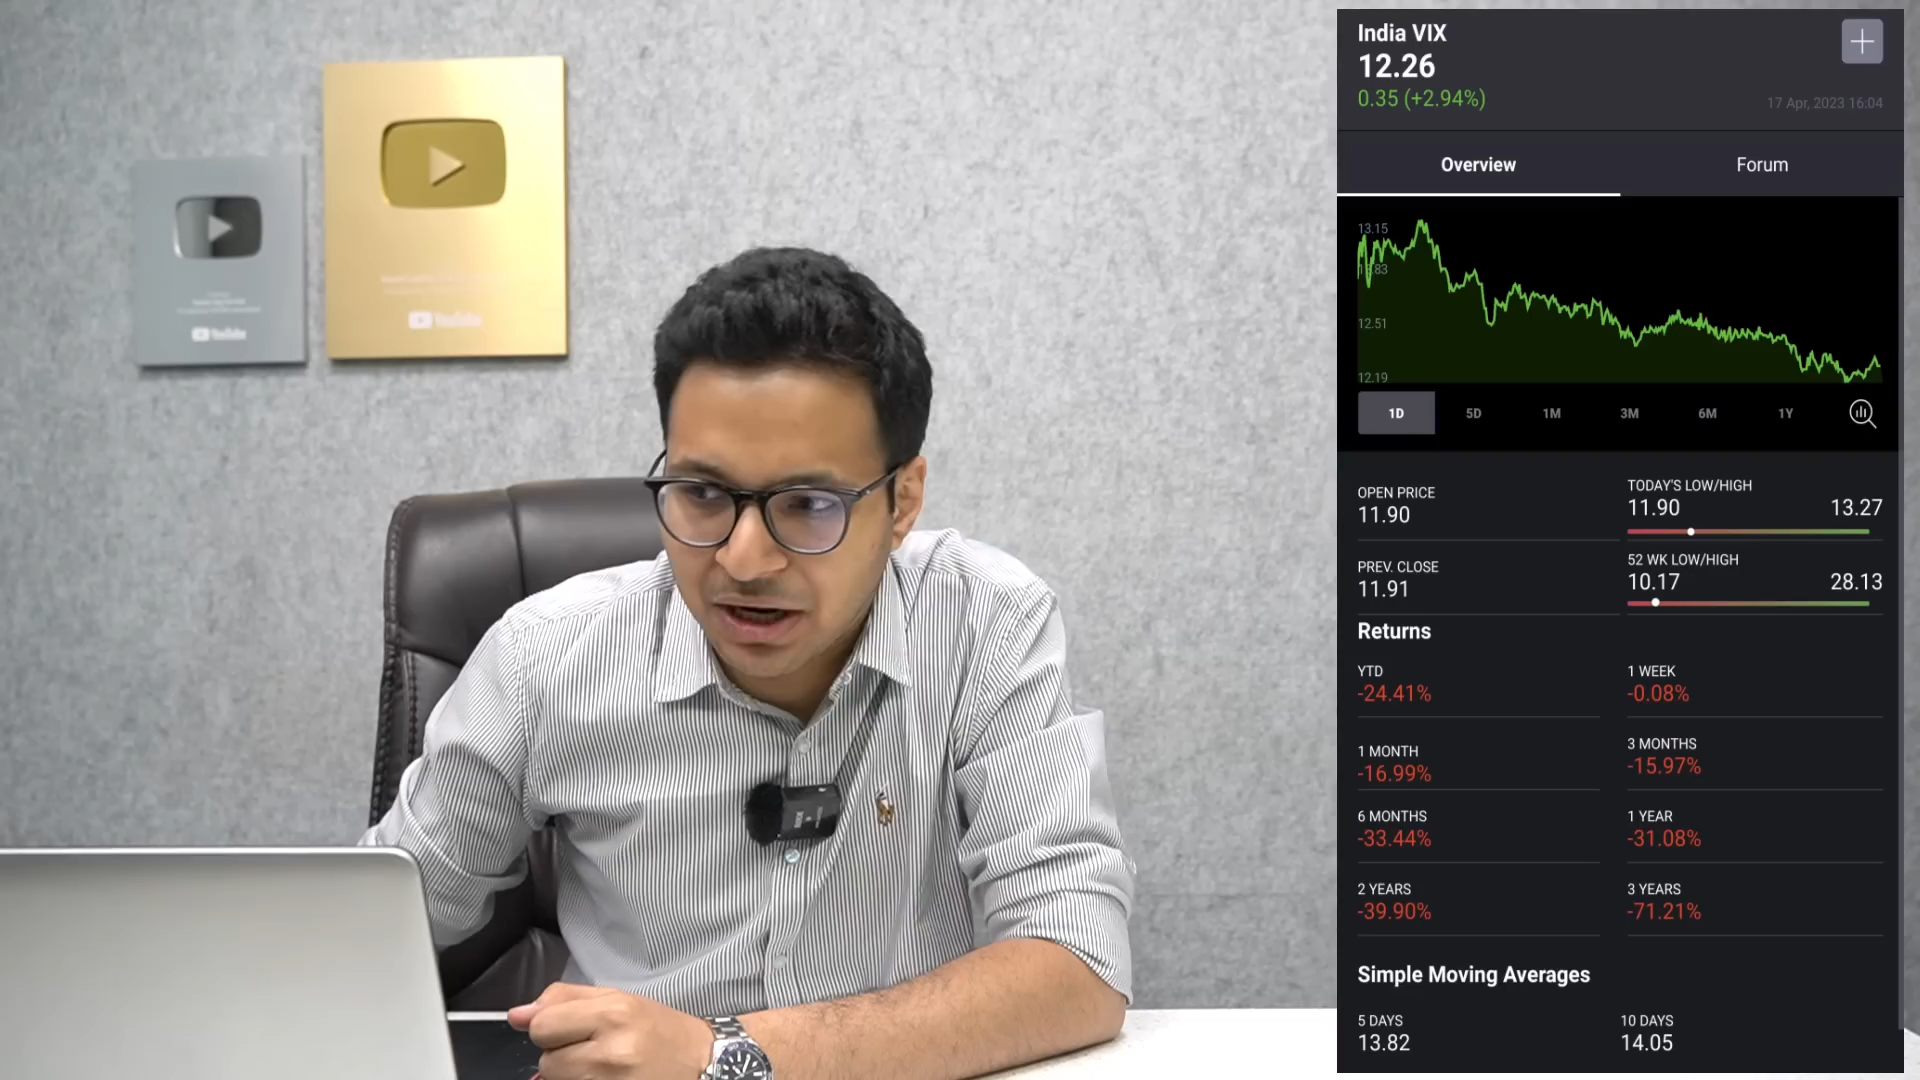 India VIX
12.26
0.35 (+2.94%)
17 Apr, 2023 16:04
Overview
Forum
13.15
12.51
12.19
1D
5D
1M
3M
6M
1Y
OPEN PRICE
11.90
TODAY'S LOW/HIGH
11.90 13.27
PREV. CLOSE
11.91
52 WK LOW/HIGH
10.17 28.13
Returns
YTD
-24.41%
1 WEEK
-0.08%
1 MONTH
-16.99%
3 MONTHS
-15.97%
6 MONTHS
-33.44%
1 YEAR
-31.08%
2 YEARS
-39.90%
3 YEARS
-71.21%
Simple Moving Averages
5 DAYS
13.82
10 DAYS
14.05
YouTube
YouTube